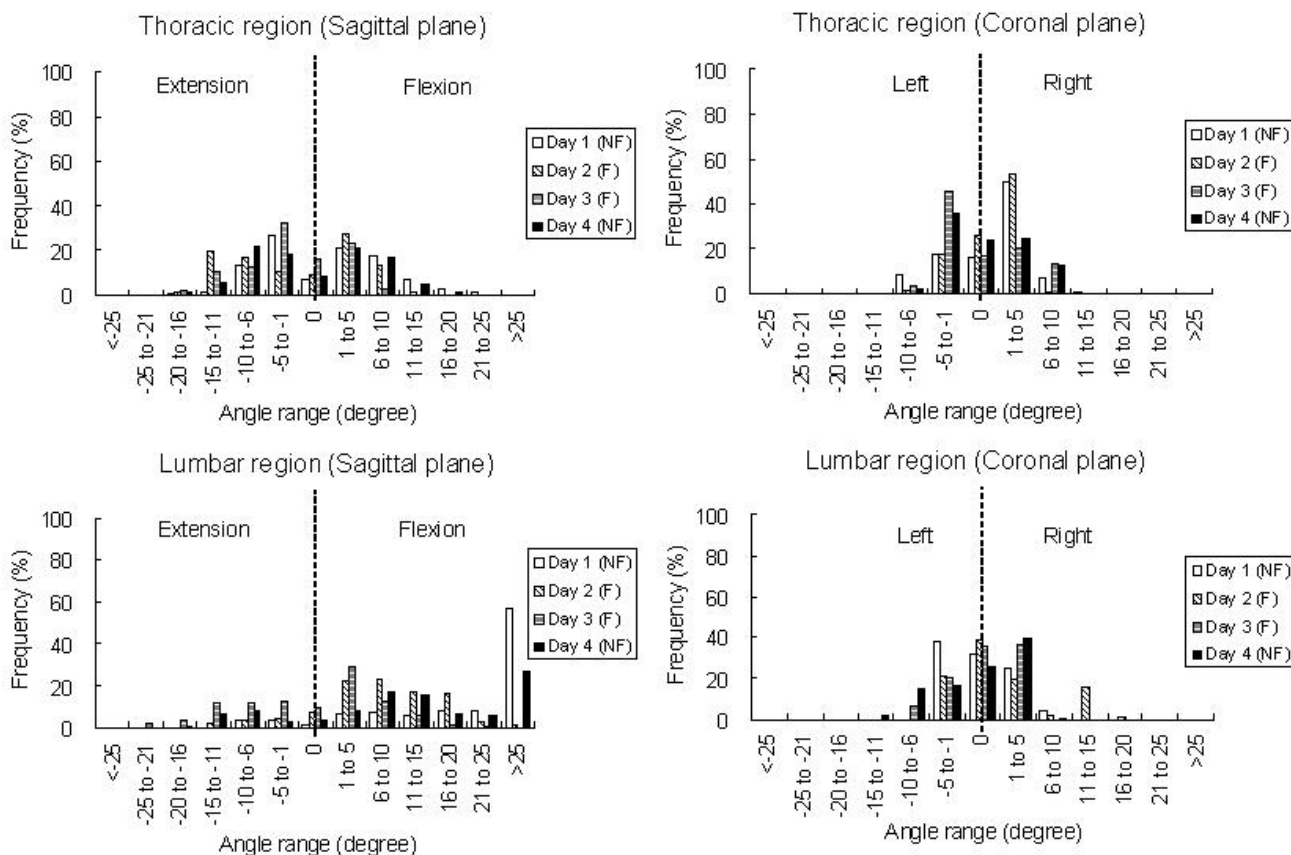 Thoracic region (Sagittal plane)
Extension
Flexion
Frequency (%)
100
80
60
40
20
0
<-25
-25 to -21
-20 to -16
-15 to -11
-10 to -6
-5 to -1
0
1 to 5
6 to 10
11 to 15
16 to 20
21 to 25
>25
Angle range (degree)
Day 1 (NF)
Day 2 (F)
Day 3 (F)
Day 4 (NF)
Thoracic region (Coronal plane)
Left
Right
Frequency (%)
100
80
60
40
20
0
<-25
-25 to -21
-20 to -16
-15 to -11
-10 to -6
-5 to -1
0
1 to 5
6 to 10
11 to 15
16 to 20
21 to 25
>25
Angle range (degree)
Day 1 (NF)
Day 2 (F)
Day 3 (F)
Day 4 (NF)
Lumbar region (Sagittal plane)
Extension
Flexion
Frequency (%)
100
80
60
40
20
0
<-25
-25 to -21
-20 to -16
-15 to -11
-10 to -6
-5 to -1
0
1 to 5
6 to 10
11 to 15
16 to 20
21 to 25
>25
Angle range (degree)
Day 1 (NF)
Day 2 (F)
Day 3 (F)
Day 4 (NF)
Lumbar region (Coronal plane)
Left
Right
Frequency (%)
100
80
60
40
20
0
<-25
-25 to -21
-20 to -16
-15 to -11
-10 to -6
-5 to -1
0
1 to 5
6 to 10
11 to 15
16 to 20
21 to 25
>25
Angle range (degree)
Day 1 (NF)
Day 2 (F)
Day 3 (F)
Day 4 (NF)